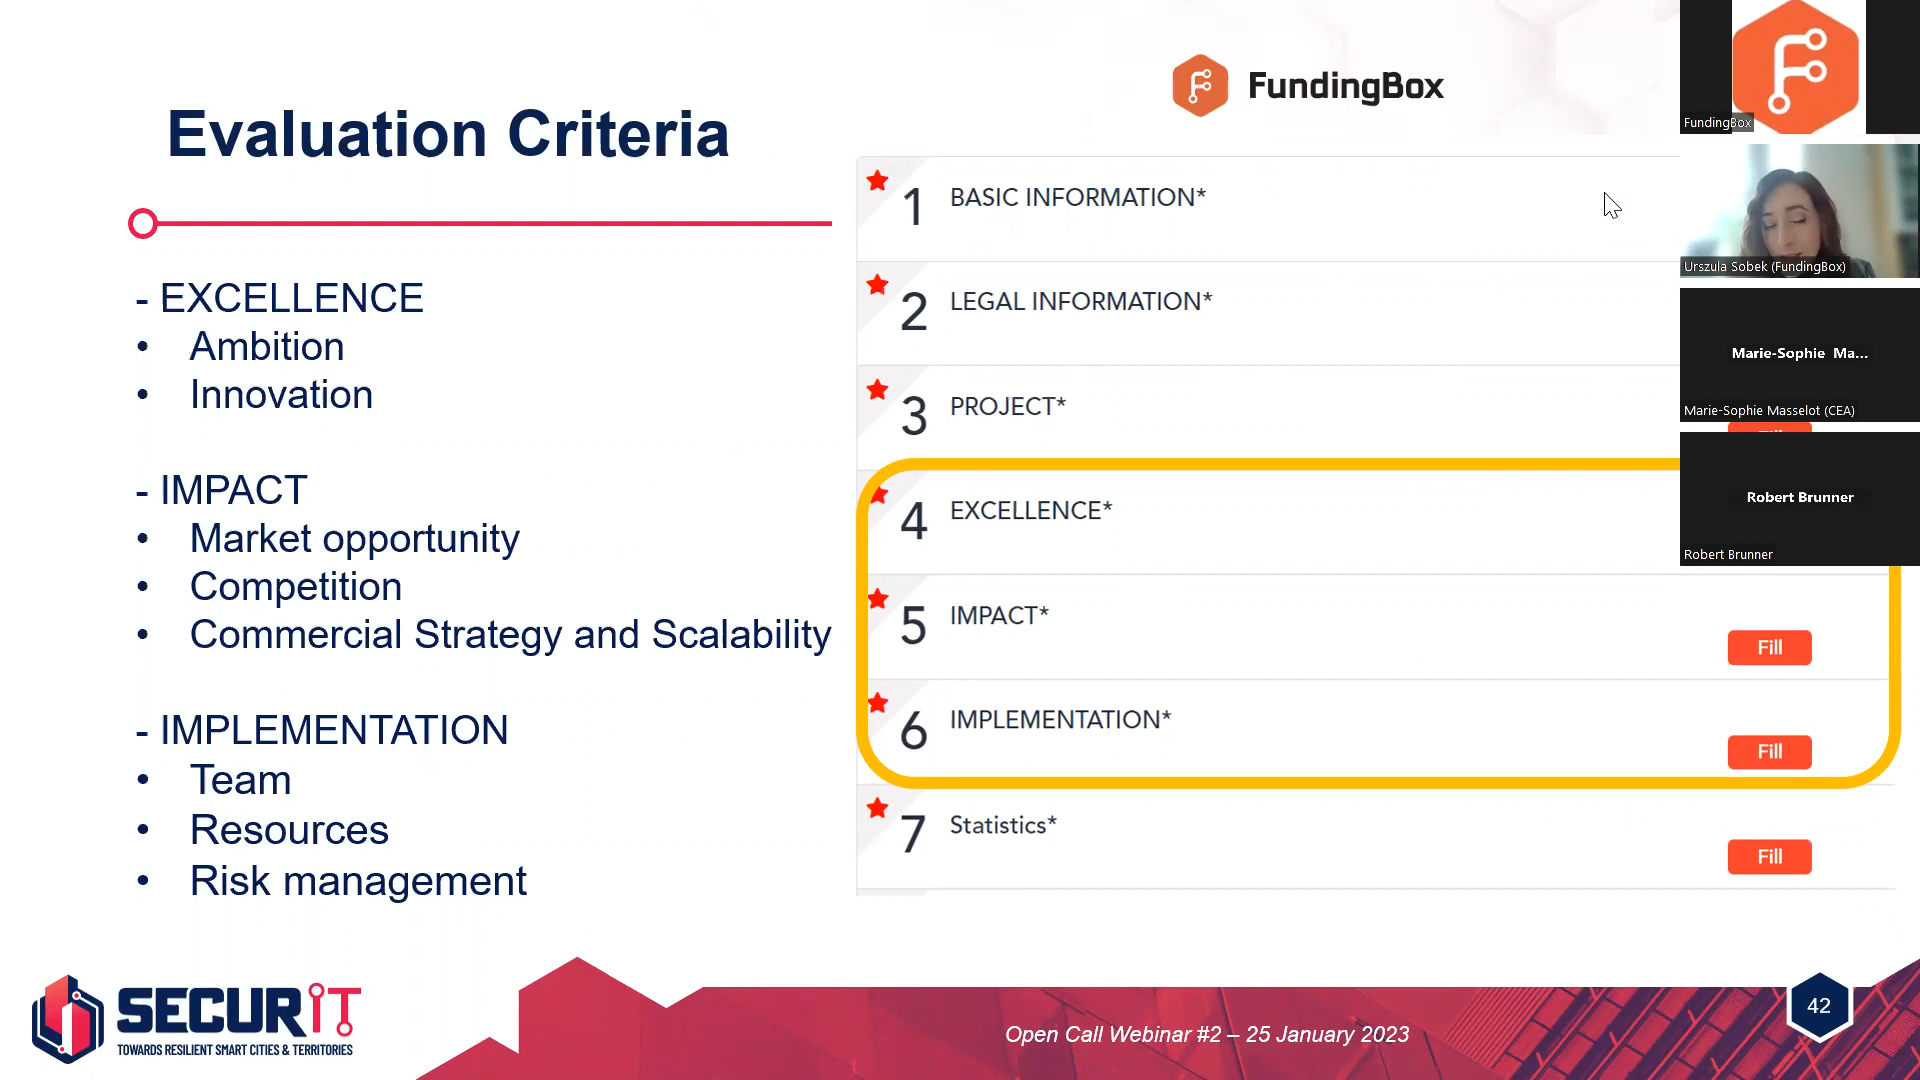 Evaluation Criteria
- EXCELLENCE
• Ambition
• Innovation
- IMPACT
• Market opportunity
• Competition
• Commercial Strategy and Scalability
- IMPLEMENTATION
• Team
• Resources
• Risk management
FundingBox
1 BASIC INFORMATION*
2 LEGAL INFORMATION*
3 PROJECT*
4 EXCELLENCE*
5 IMPACT*
Fill
6 IMPLEMENTATION*
Fill
7 Statistics*
Fill
FundingBox
Urszula Sobek (FundingBox)
Marie-Sophie Ma...
Marie-Sophie Masselot (CEA)
Robert Brunner
Robert Brunner
SECURIT
TOWARDS RESILIENT SMART CITIES & TERRITORIES
Open Call Webinar #2 – 25 January 2023
42